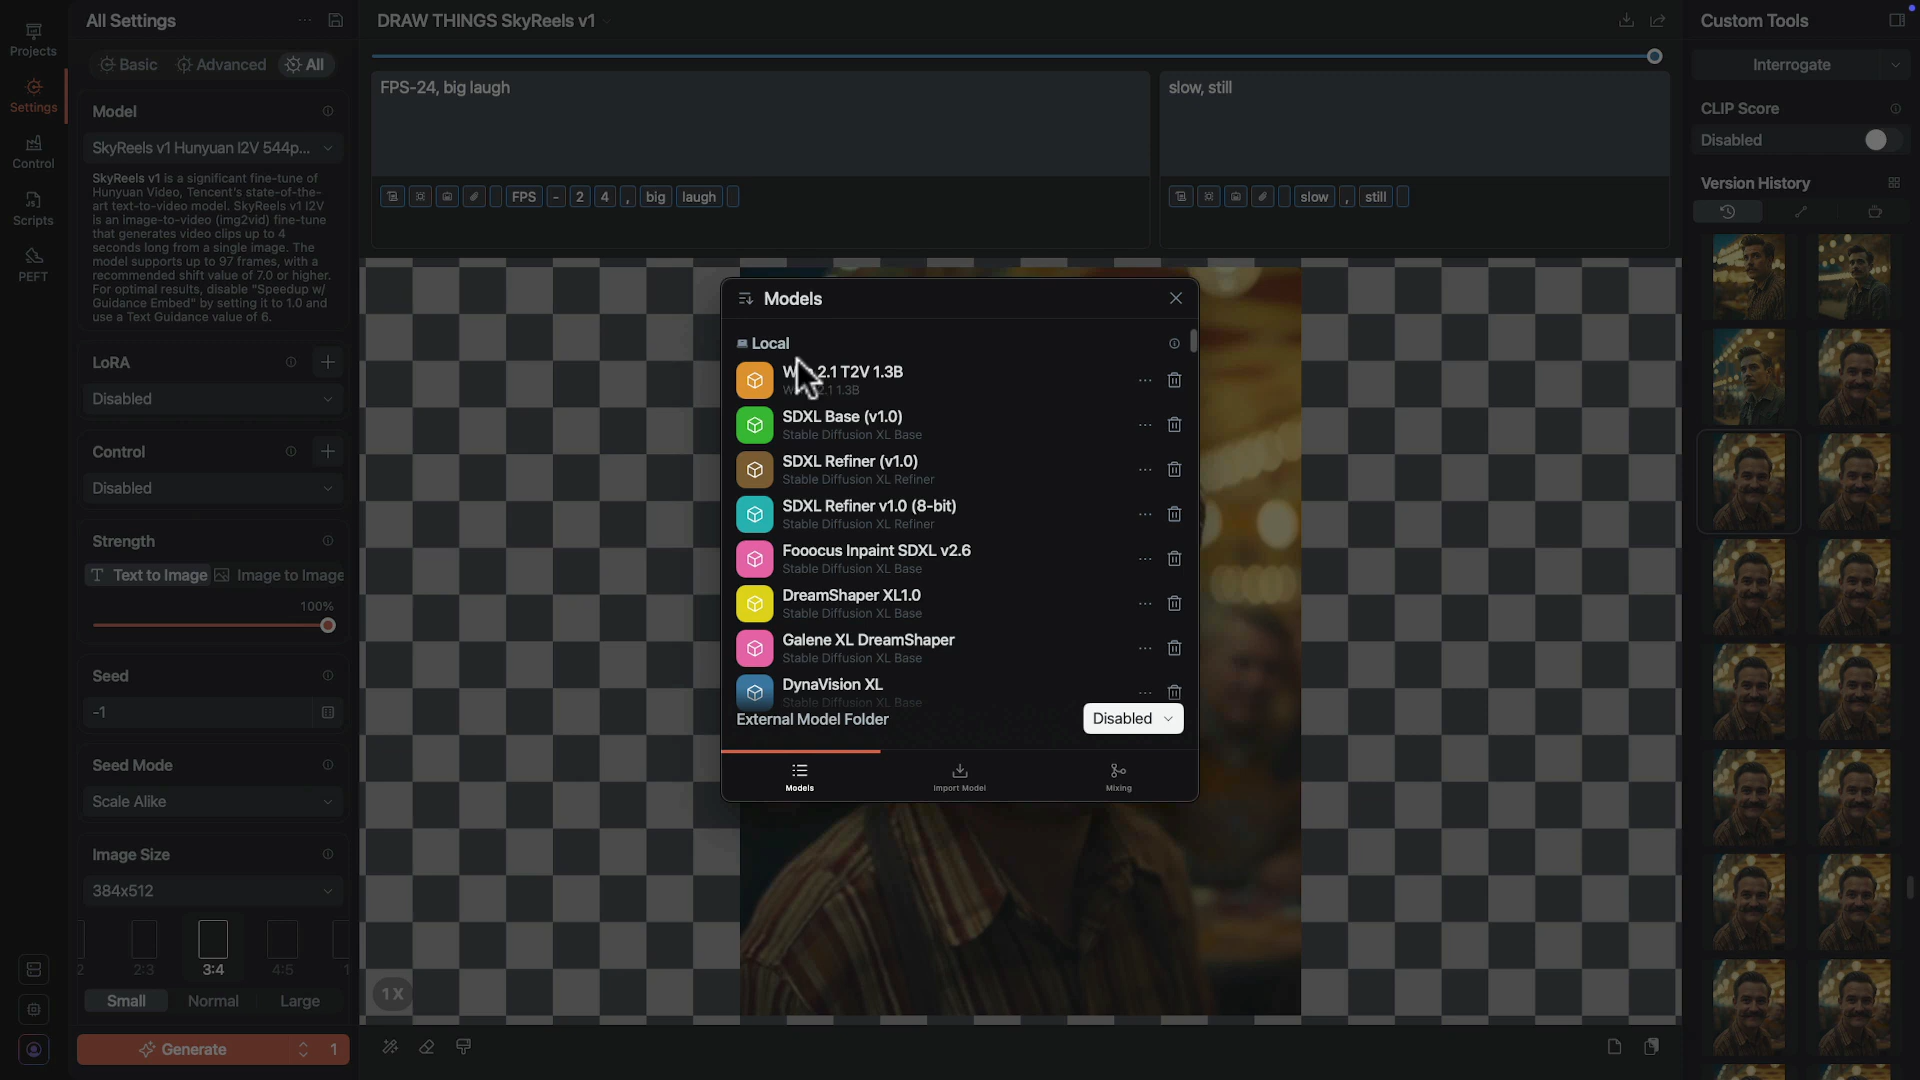 All Settings
DRAW THINGS SkyReels v1
Custom Tools
Projects
Settings
Control
Scripts
PEFT
Basic
Advanced
All
Model
SkyReels v1 Hunyuan I2V 544p...
SkyReels v1 is a significant fine-tune of
Hunyuan Video, Tencent's state-of-the-
art text-to-video model. SkyReels v1 I2V
is an image-to-video (img2vid) fine-tune
that generates video clips up to 4
seconds long from a single image. The
model supports up to 97 frames, with a
recommended shift value of 7.0 or higher.
For optimal results, disable "Speedup w/
Guidance Embed" by setting it to 1.0 and
use a Text Guidance value of 6.
LoRA
Disabled
Control
Disabled
Strength
Text to Image
Image to Image
100%
Seed
-1
Seed Mode
Scale Alike
Image Size
384x512
2
2:3
3:4
4:5
1
Small
Normal
Large
Generate
1
FPS-24, big laugh
FPS
-
2
4
,
big
laugh
slow, still
slow
,
still
Models
Local
2.1 T2V 1.3B
2.1 1.3B
SDXL Base (v1.0)
Stable Diffusion XL Base
SDXL Refiner (v1.0)
Stable Diffusion XL Refiner
SDXL Refiner v1.0 (8-bit)
Stable Diffusion XL Refiner
Fooocus Inpaint SDXL v2.6
Stable Diffusion XL Base
DreamShaper XL1.0
Stable Diffusion XL Base
Galene XL DreamShaper
Stable Diffusion XL Base
DynaVision XL
Stable Diffusion XL Base
External Model Folder
Disabled
Models
Import Model
Mixing
1 X
Interrogate
CLIP Score
Disabled
Version History